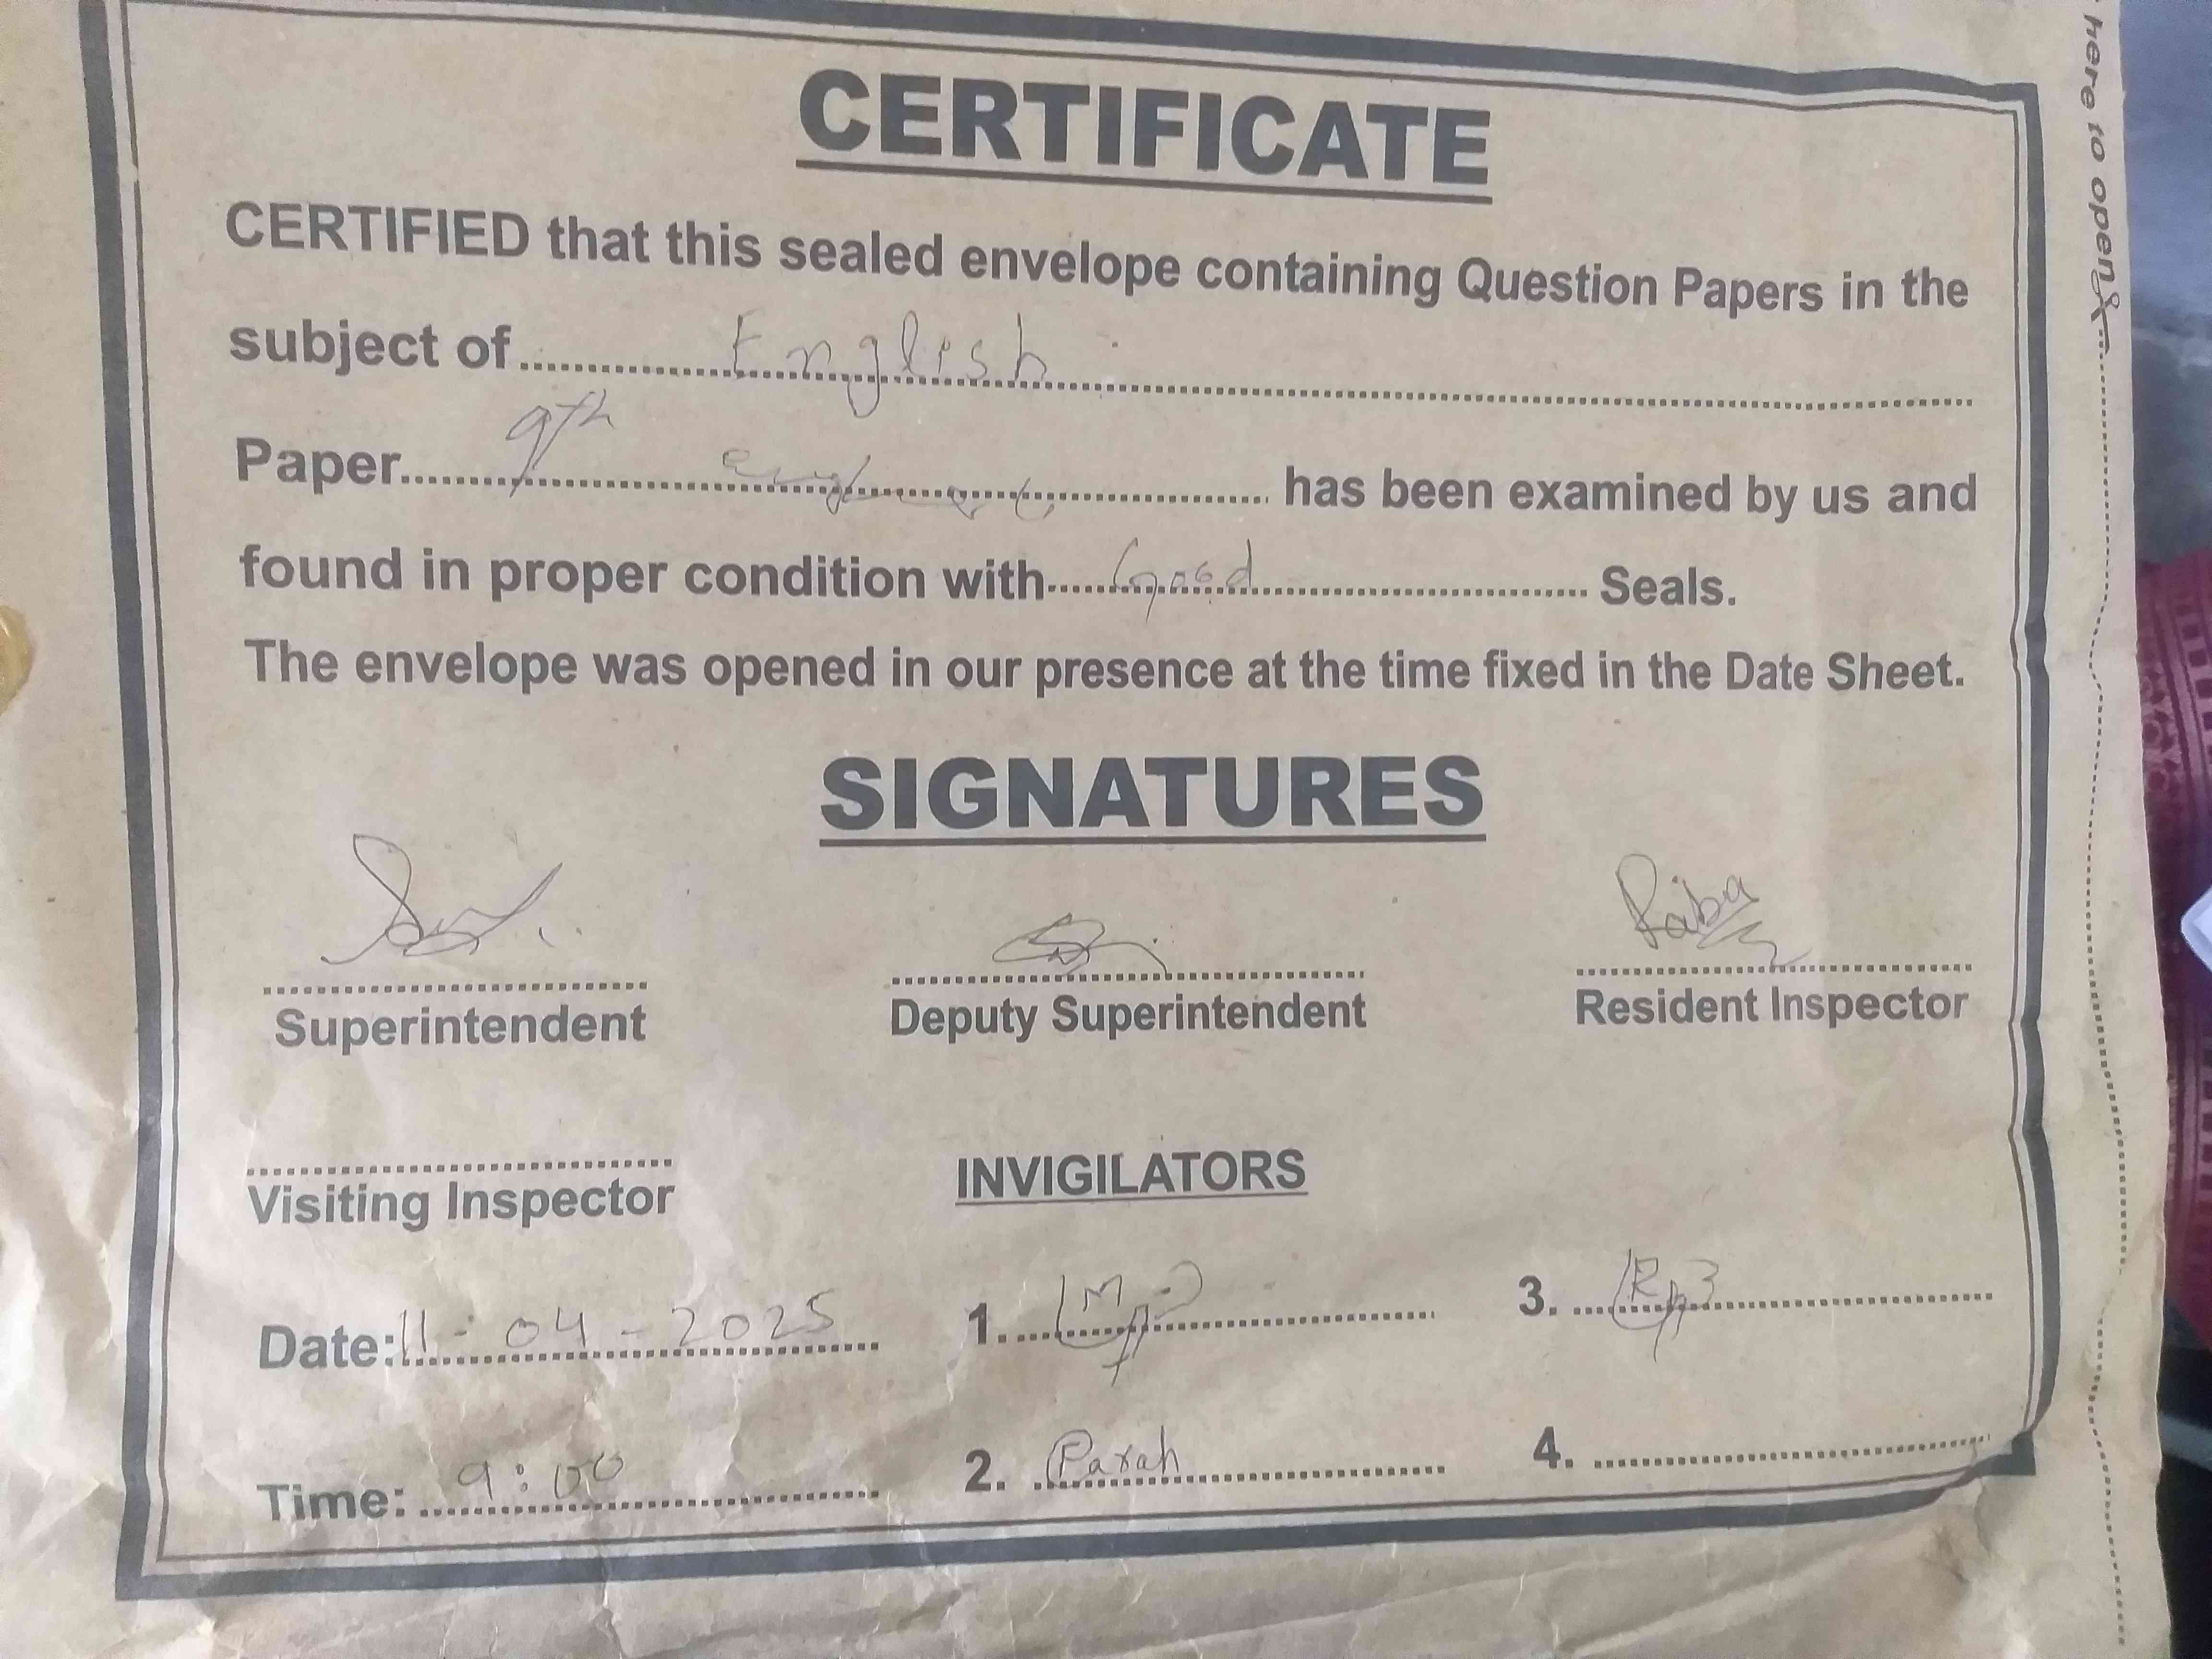 here to open
CERTIFICATE
CERTIFIED that this sealed envelope containing Question Papers in the
subject of English
Paper 9th has been examined by us and
found in proper condition with Good Seals.
The envelope was opened in our presence at the time fixed in the Date Sheet.
SIGNATURES
Raiba
Superintendent Deputy Superintendent Resident Inspector
Visiting Inspector INVIGILATORS
Date: 11-04-2025 1. 3.
Time: 9:00 2. 4.